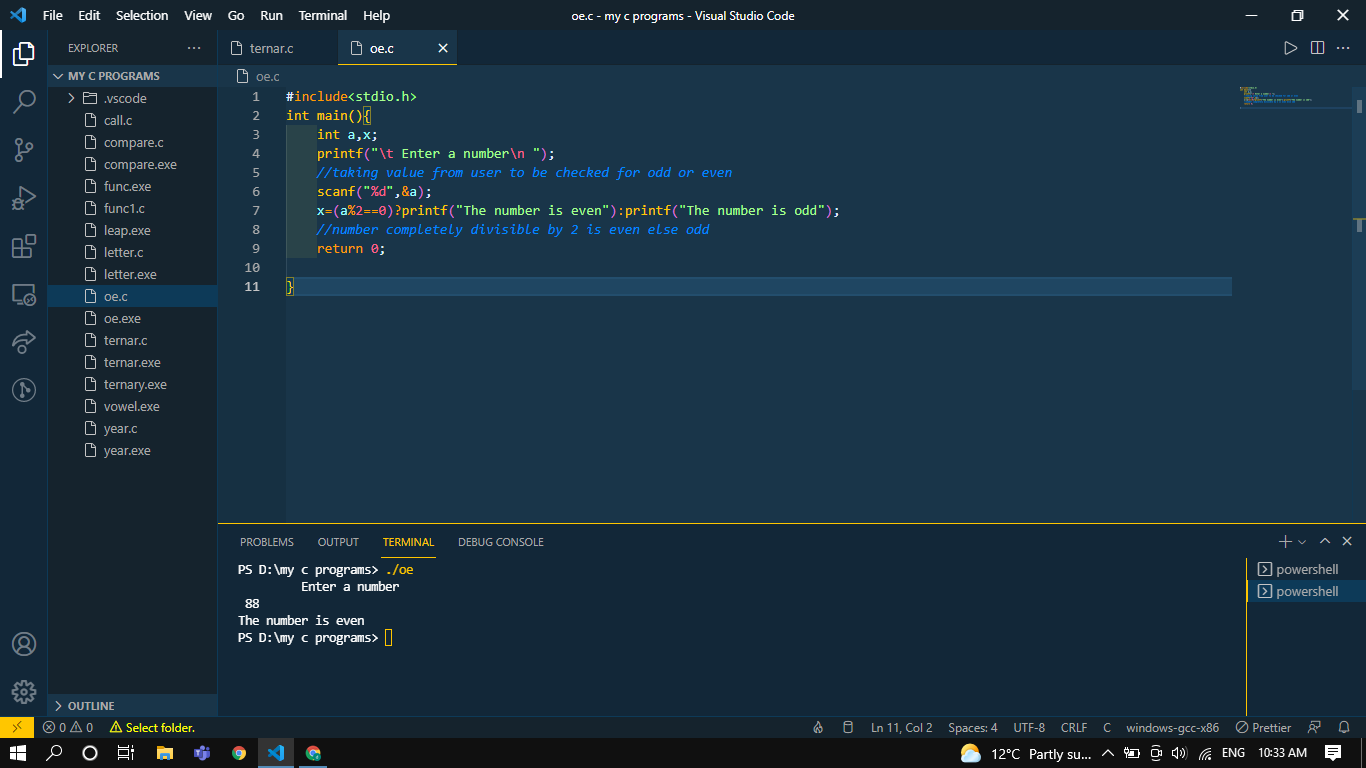 File Edit Selection View Go Run Terminal Help oe.c - my c programs - Visual Studio Code
EXPLORER ...
MY C PROGRAMS
.vscode
call.c
compare.c
compare.exe
func.exe
func1.c
leap.exe
letter.c
letter.exe
oe.c
oe.exe
ternar.c
ternar.exe
ternary.exe
vowel.exe
year.c
year.exe
OUTLINE
ternar.c oe.c
oe.c
1 #include<stdio.h>
2 int main(){
3 int a,x;
4 printf("\t Enter a number\n ");
5 //taking value from user to be checked for odd or even
6 scanf("%d",&a);
7 x=(a%2==0)?printf("The number is even"):printf("The number is odd");
8 //number completely divisible by 2 is even else odd
9 return 0;
10
11 }
PROBLEMS OUTPUT TERMINAL DEBUG CONSOLE
PS D:\my c programs> ./oe
Enter a number
88
The number is even
PS D:\my c programs>
powershell
powershell
0 0 Select folder. Ln 11, Col 2 Spaces: 4 UTF-8 CRLF C windows-gcc-x86 Prettier
12°C Partly su... ENG 10:33 AM